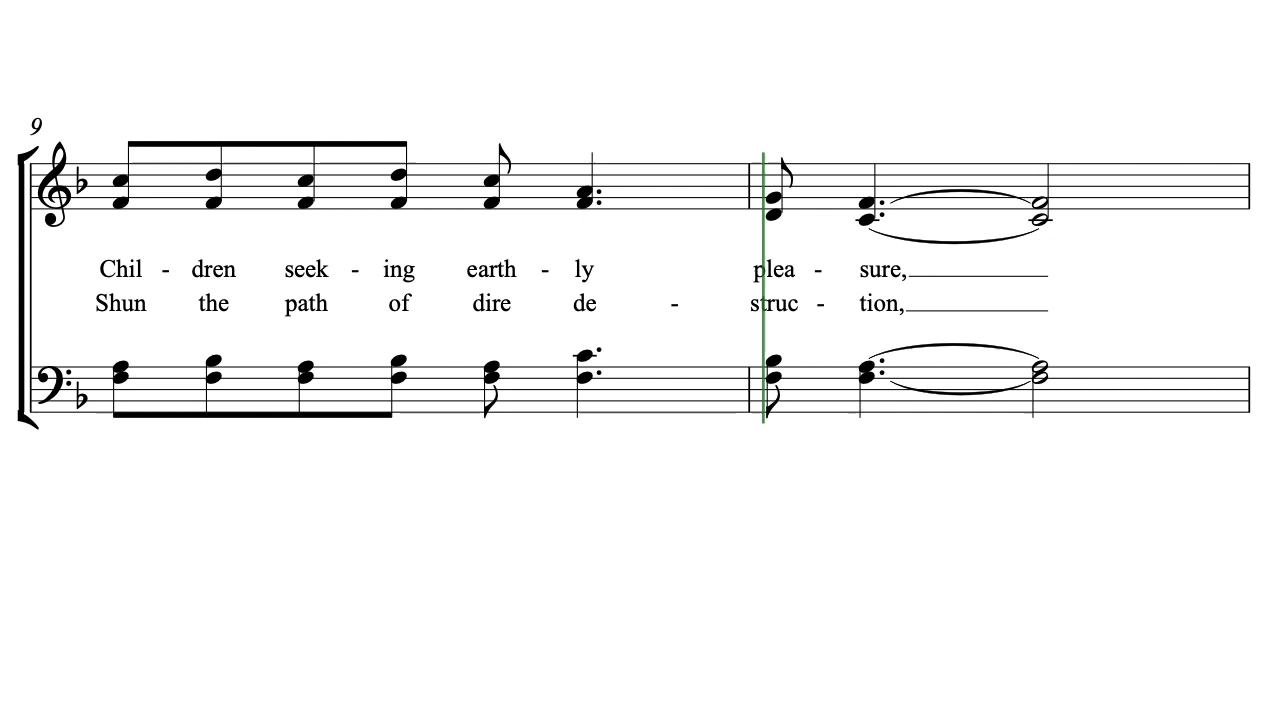 9
Chil - dren seek - ing earth - ly plea - sure,
Shun the path of dire de - struc - tion,